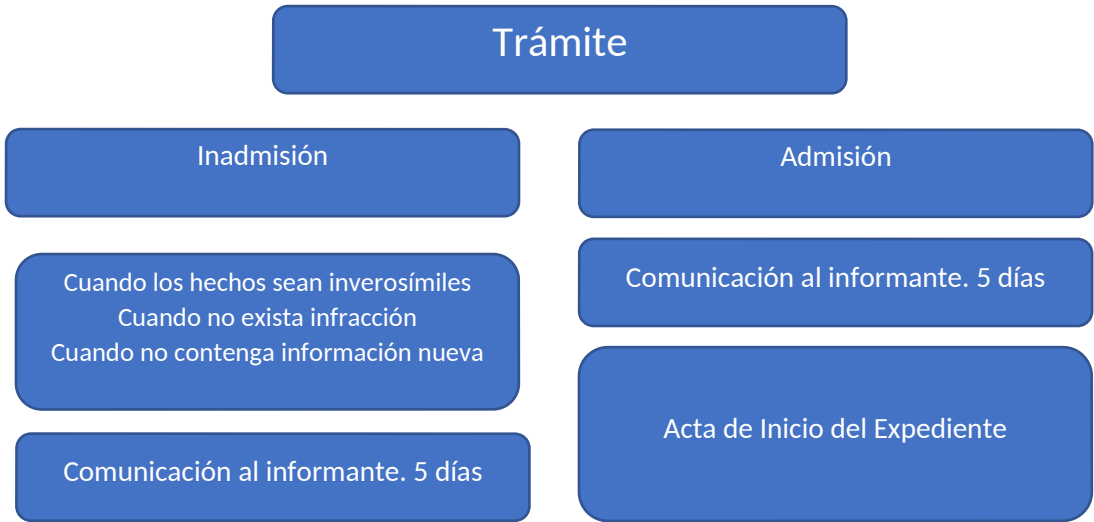 Trámite
Inadmisión
Cuando los hechos sean inverosímiles
Cuando no exista infracción
Cuando no contenga información nueva
Comunicación al informante. 5 días
Admisión
Comunicación al informante. 5 días
Acta de Inicio del Expediente